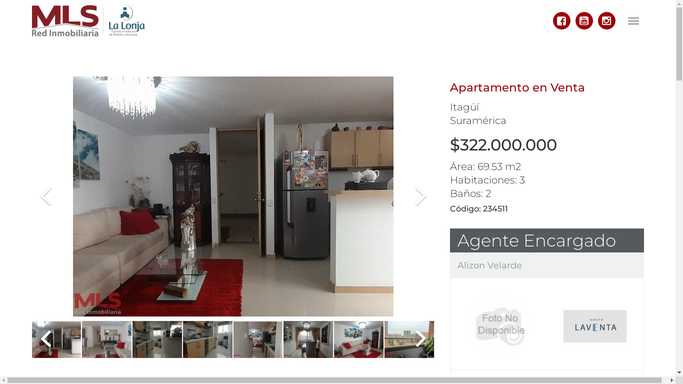 MLS
Red Inmobiliaria
La Lonja
Apartamento en Venta
Itagüí
Suramérica
$322.000.000
Área: 69.53 m2
Habitaciones: 3
Baños: 2
Código: 234511
MLS
Red Inmobiliaria
Agente Encargado
Alizon Velarde
Foto No
Disponible
LAVENTA